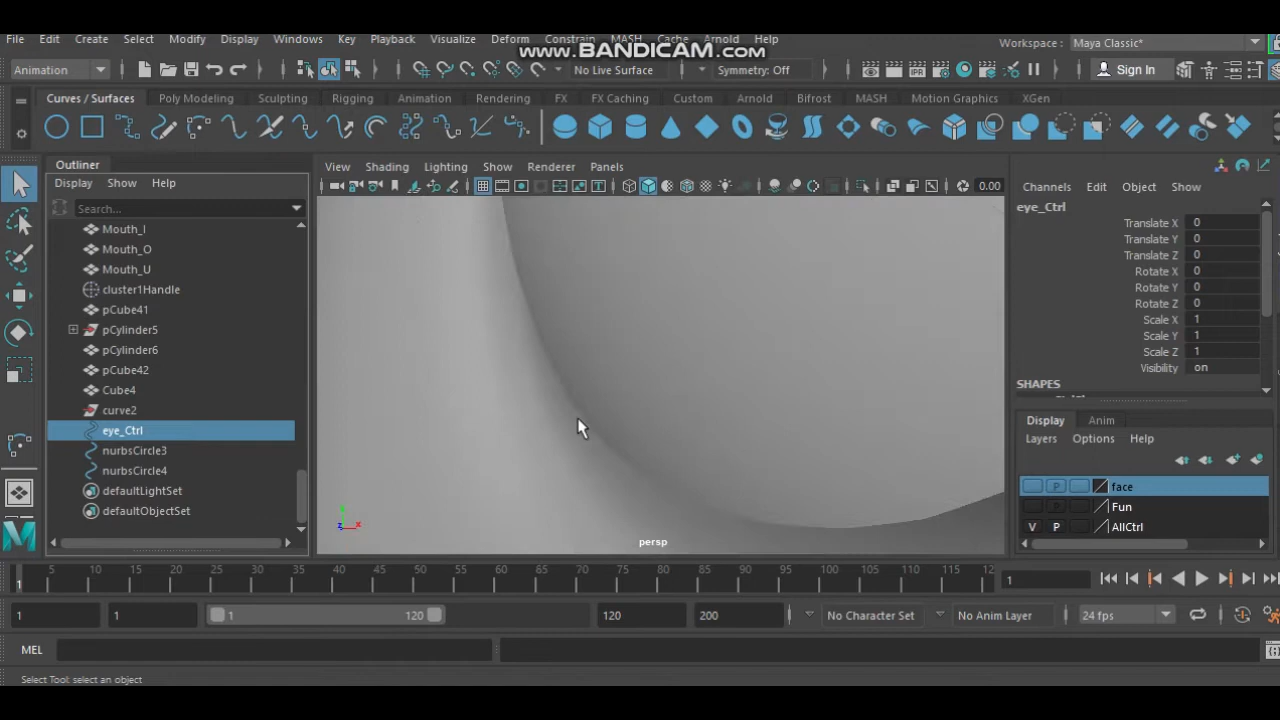 File Edit Create Select Modify Display Windows Key Playback Visualize Deform Constrain MASH Cache Arnold Help
www.BANDICAM.com
Workspace : Maya Classic*
Animation
No Live Surface
Symmetry: Off
Sign In
Curves / Surfaces Poly Modeling Sculpting Rigging Animation Rendering FX FX Caching Custom Arnold Bifrost MASH Motion Graphics XGen
IPR
Outliner
Display Show Help
Search...
Mouth_I
Mouth_O
Mouth_U
cluster1Handle
pCube41
pCylinder5
pCylinder6
pCube42
Cube4
curve2
eye_Ctrl
nurbsCircle3
nurbsCircle4
defaultLightSet
defaultObjectSet
View Shading Lighting Show Renderer Panels
0.00
persp
Channels Edit Object Show
eye_Ctrl
Translate X 0
Translate Y 0
Translate Z 0
Rotate X 0
Rotate Y 0
Rotate Z 0
Scale X 1
Scale Y 1
Scale Z 1
Visibility on
SHAPES
Display Anim
Layers Options Help
P face
Fun
V P AllCtrl
1 5 10 15 20 25 30 35 40 45 50 55 60 65 70 75 80 85 90 95 100 105 110 115 12
1
1 1 1 120 120 200 No Character Set No Anim Layer 24 fps
MEL
Select Tool: select an object